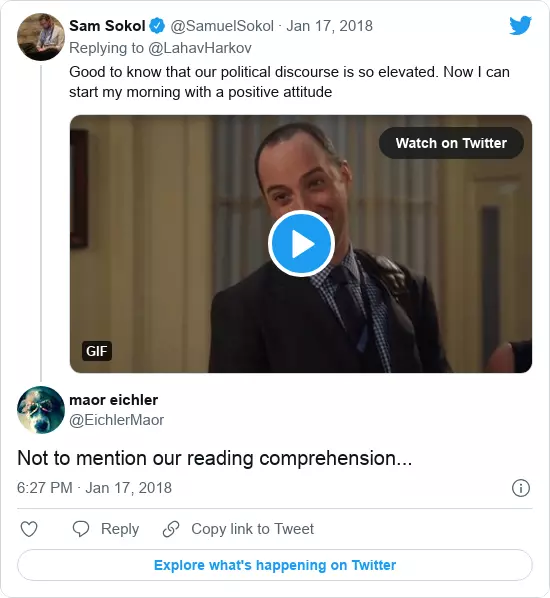 Sam Sokol @SamuelSokol · Jan 17, 2018
Replying to @LahavHarkov
Good to know that our political discourse is so elevated. Now I can
start my morning with a positive attitude
Watch on Twitter
GIF
maor eichler
@EichlerMaor
Not to mention our reading comprehension...
6:27 PM · Jan 17, 2018
Reply
Copy link to Tweet
Explore what's happening on Twitter